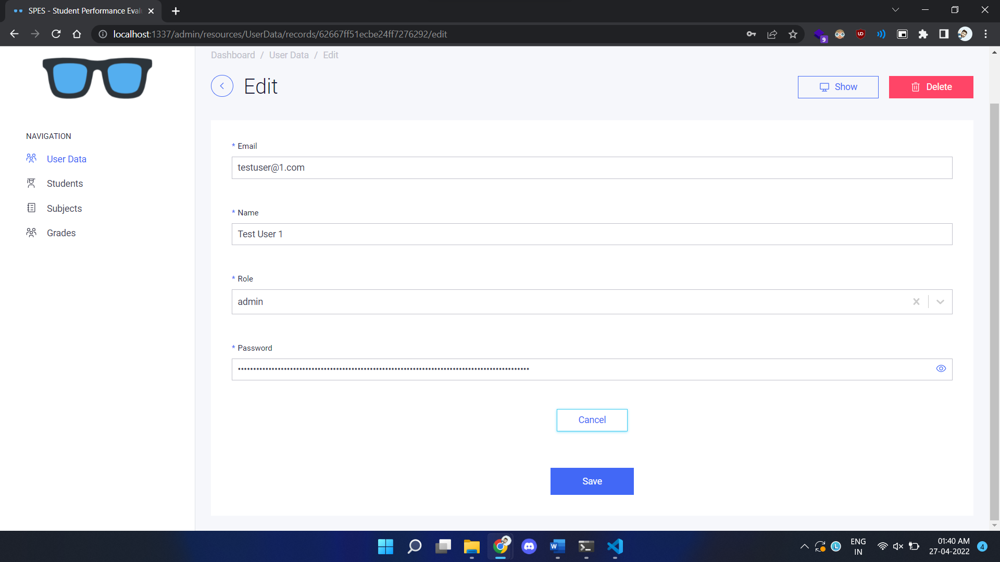 SPES - Student Performance Eval
localhost:1337/admin/resources/UserData/records/62667ff51ecbe24ff7276292/edit
9
Dashboard / User Data / Edit
Edit
Show
Delete
NAVIGATION
User Data
Students
Subjects
Grades
* Email
testuser@1.com
* Name
Test User 1
* Role
admin
* Password
Cancel
Save
ENG
IN
01:40 AM
27-04-2022
4